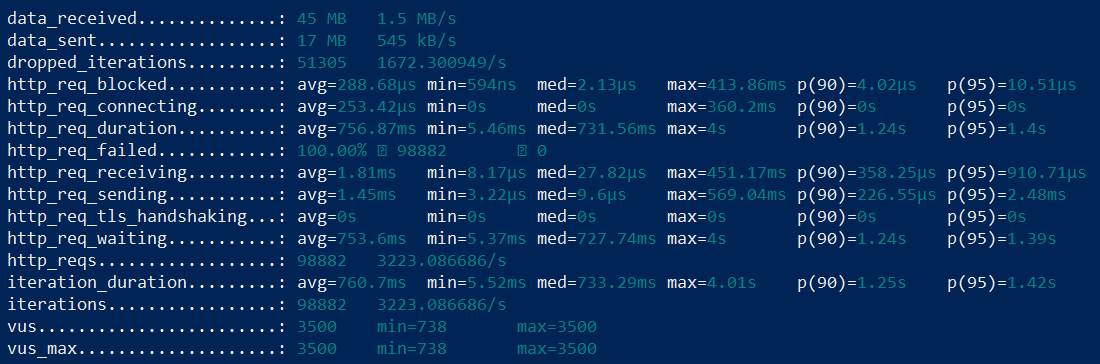 data_received..............: 45 MB 1.5 MB/s
data_sent..................: 17 MB 545 kB/s
dropped_iterations.........: 51305 1672.300949/s
http_req_blocked...........: avg=288.68µs min=594ns med=2.13µs max=413.86ms p(90)=4.02µs p(95)=10.51µs
http_req_connecting........: avg=253.42µs min=0s med=0s max=360.2ms p(90)=0s p(95)=0s
http_req_duration..........: avg=756.87ms min=5.46ms med=731.56ms max=4s p(90)=1.24s p(95)=1.4s
http_req_failed............: 100.00% 98882 0
http_req_receiving.........: avg=1.81ms min=8.17µs med=27.82µs max=451.17ms p(90)=358.25µs p(95)=910.71µs
http_req_sending...........: avg=1.45ms min=3.22µs med=9.6µs max=569.04ms p(90)=226.55µs p(95)=2.48ms
http_req_tls_handshaking...: avg=0s min=0s med=0s max=0s p(90)=0s p(95)=0s
http_req_waiting...........: avg=753.6ms min=5.37ms med=727.74ms max=4s p(90)=1.24s p(95)=1.39s
http_reqs..................: 98882 3223.086686/s
iteration_duration.........: avg=760.7ms min=5.52ms med=733.29ms max=4.01s p(90)=1.25s p(95)=1.42s
iterations.................: 98882 3223.086686/s
vus........................: 3500 min=738 max=3500
vus_max....................: 3500 min=738 max=3500